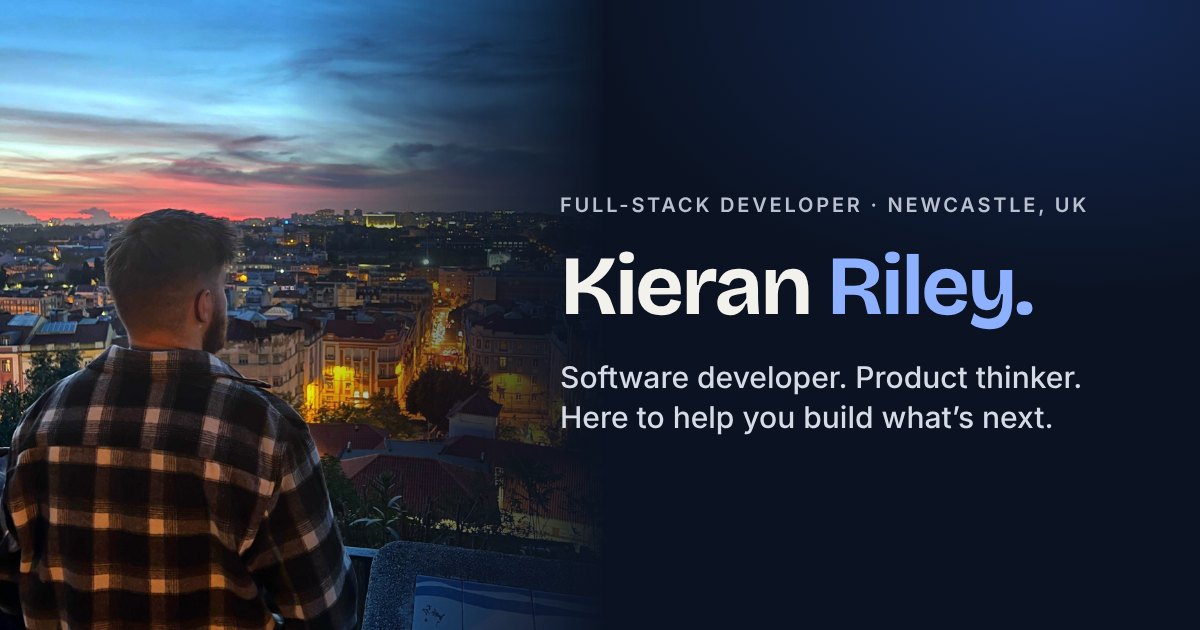 FULL-STACK DEVELOPER · NEWCASTLE, UK
Kieran Riley.
Software developer. Product thinker.
Here to help you build what’s next.